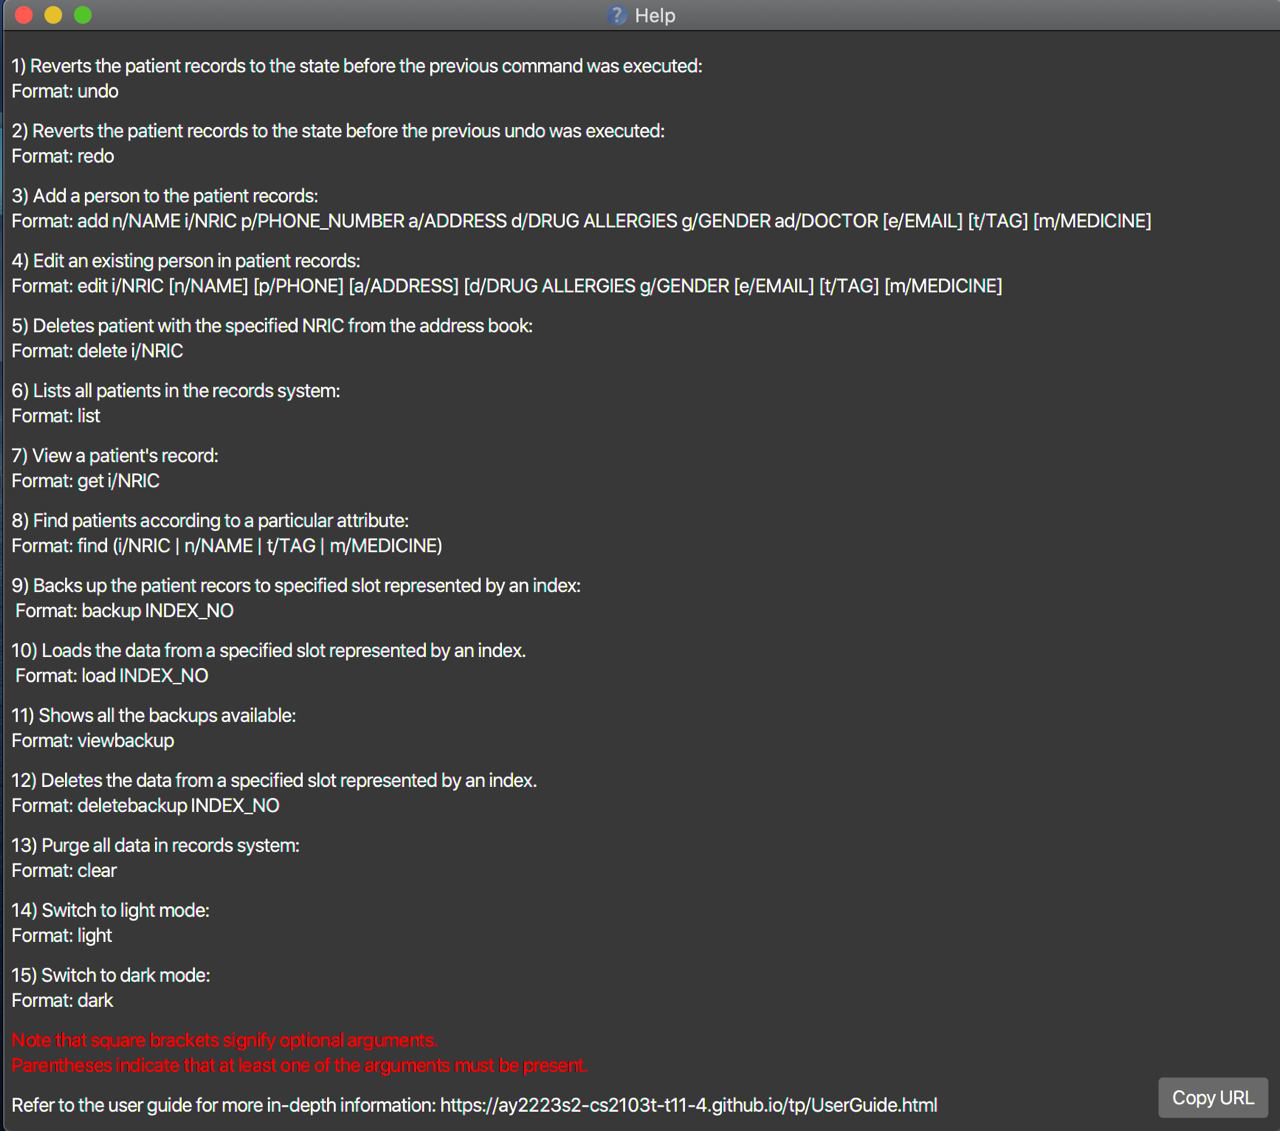 Help
1) Reverts the patient records to the state before the previous command was executed:
Format: undo
2) Reverts the patient records to the state before the previous undo was executed:
Format: redo
3) Add a person to the patient records:
Format: add n/NAME i/NRIC p/PHONE_NUMBER a/ADDRESS d/DRUG ALLERGIES g/GENDER ad/DOCTOR [e/EMAIL] [t/TAG] [m/MEDICINE]
4) Edit an existing person in patient records:
Format: edit i/NRIC [n/NAME] [p/PHONE] [a/ADDRESS] [d/DRUG ALLERGIES g/GENDER [e/EMAIL] [t/TAG] [m/MEDICINE]
5) Deletes patient with the specified NRIC from the address book:
Format: delete i/NRIC
6) Lists all patients in the records system:
Format: list
7) View a patient's record:
Format: get i/NRIC
8) Find patients according to a particular attribute:
Format: find (i/NRIC | n/NAME | t/TAG | m/MEDICINE)
9) Backs up the patient recors to specified slot represented by an index:
Format: backup INDEX_NO
10) Loads the data from a specified slot represented by an index.
Format: load INDEX_NO
11) Shows all the backups available:
Format: viewbackup
12) Deletes the data from a specified slot represented by an index.
Format: deletebackup INDEX_NO
13) Purge all data in records system:
Format: clear
14) Switch to light mode:
Format: light
15) Switch to dark mode:
Format: dark
Note that square brackets signify optional arguments.
Parentheses indicate that at least one of the arguments must be present.
Refer to the user guide for more in-depth information: https://ay2223s2-cs2103t-t11-4.github.io/tp/UserGuide.html
Copy URL